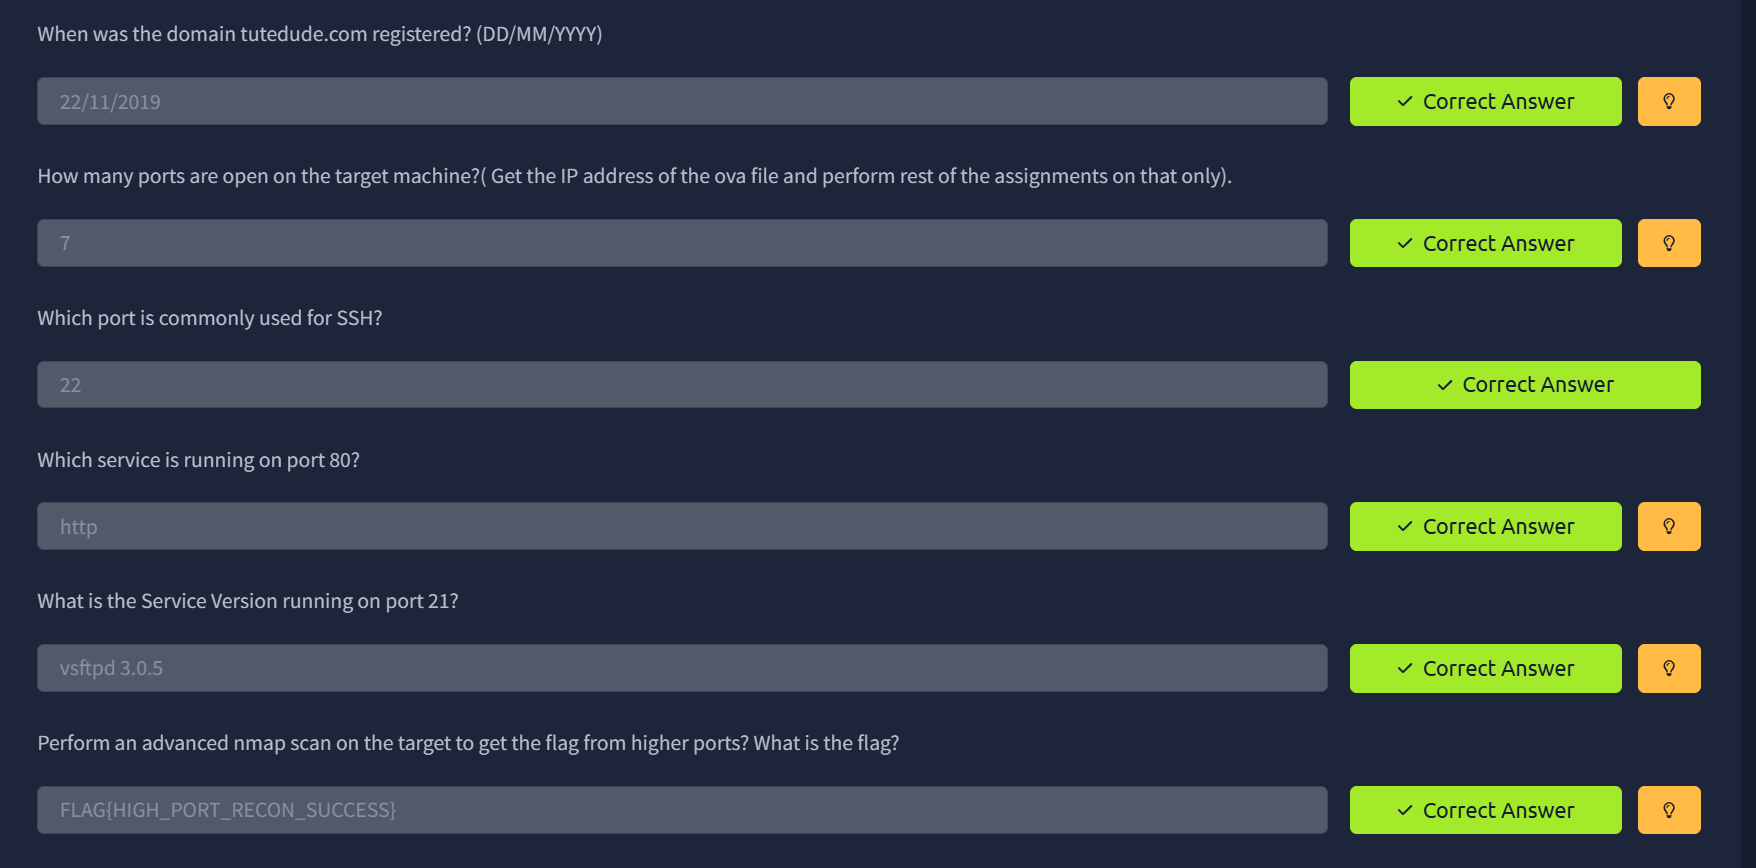 When was the domain tutedude.com registered? (DD/MM/YYYY)
22/11/2019
Correct Answer
How many ports are open on the target machine?( Get the IP address of the ova file and perform rest of the assignments on that only).
7
Correct Answer
Which port is commonly used for SSH?
22
Correct Answer
Which service is running on port 80?
http
Correct Answer
What is the Service Version running on port 21?
vsftpd 3.0.5
Correct Answer
Perform an advanced nmap scan on the target to get the flag from higher ports? What is the flag?
FLAG{HIGH_PORT_RECON_SUCCESS}
Correct Answer